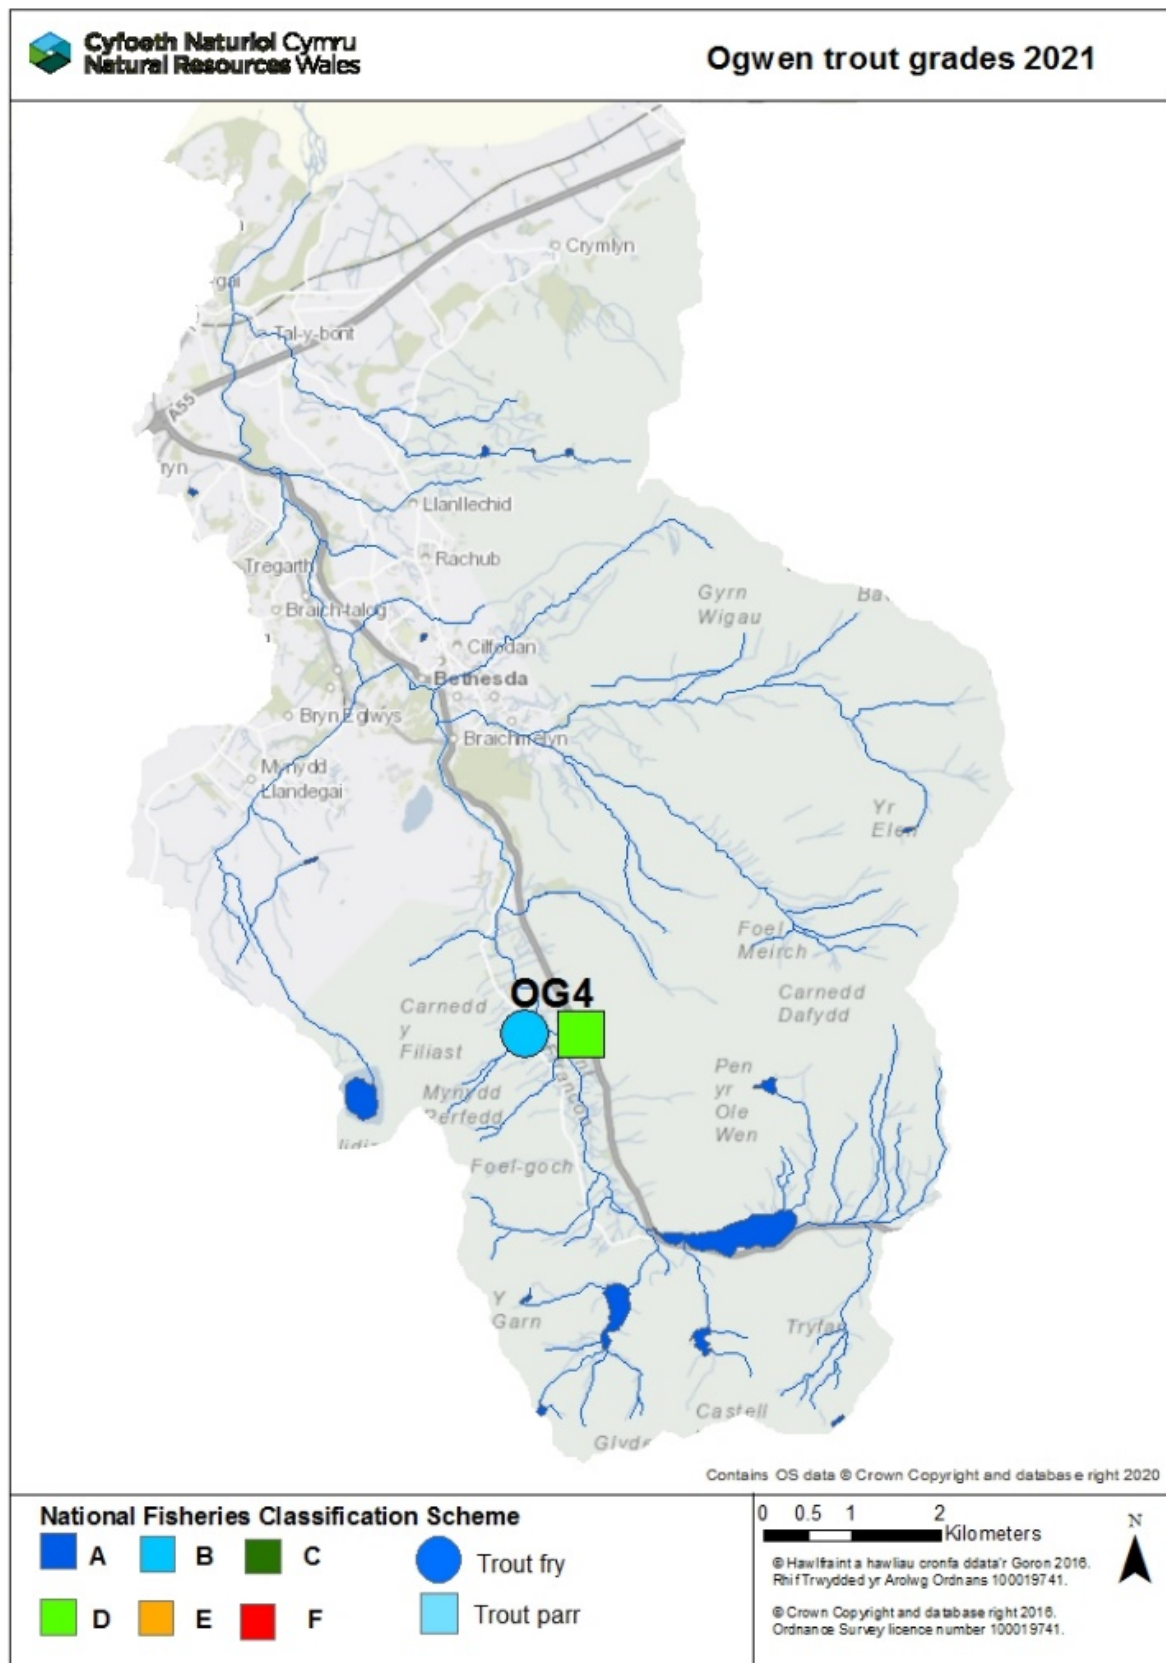 Cyfoeth Naturiol Cymru
Natural Resources Wales
Ogwen trout grades 2021
Crymlyn
Tal-y-bont
A55
Llanllechid
Rachub
Tregarth
Braich-talog
Gyrn
Wigau
Cilfodan
Bethesda
Bryn Eglwys
Braichmelyn
Mynydd
Llandegai
Yr
Elen
Foel
Meirch
Carnedd
Dafydd
OG4
Carnedd
y
Filiast
Pen
yr
Ole
Wen
Mynydd
Perfedd
Foel-goch
Y
Garn
Tryfan
Castell
Contains OS data © Crown Copyright and database right 2020
National Fisheries Classification Scheme
A B C Trout fry
D E F Trout parr
0 0.5 1 2
Kilometers
N
© Hawlfraint a hawliau cronfa ddata'r Goron 2016.
Rhif Trwydded yr Arolwg Ordnans 100019741.
© Crown Copyright and database right 2016.
Ordnance Survey licence number 100019741.